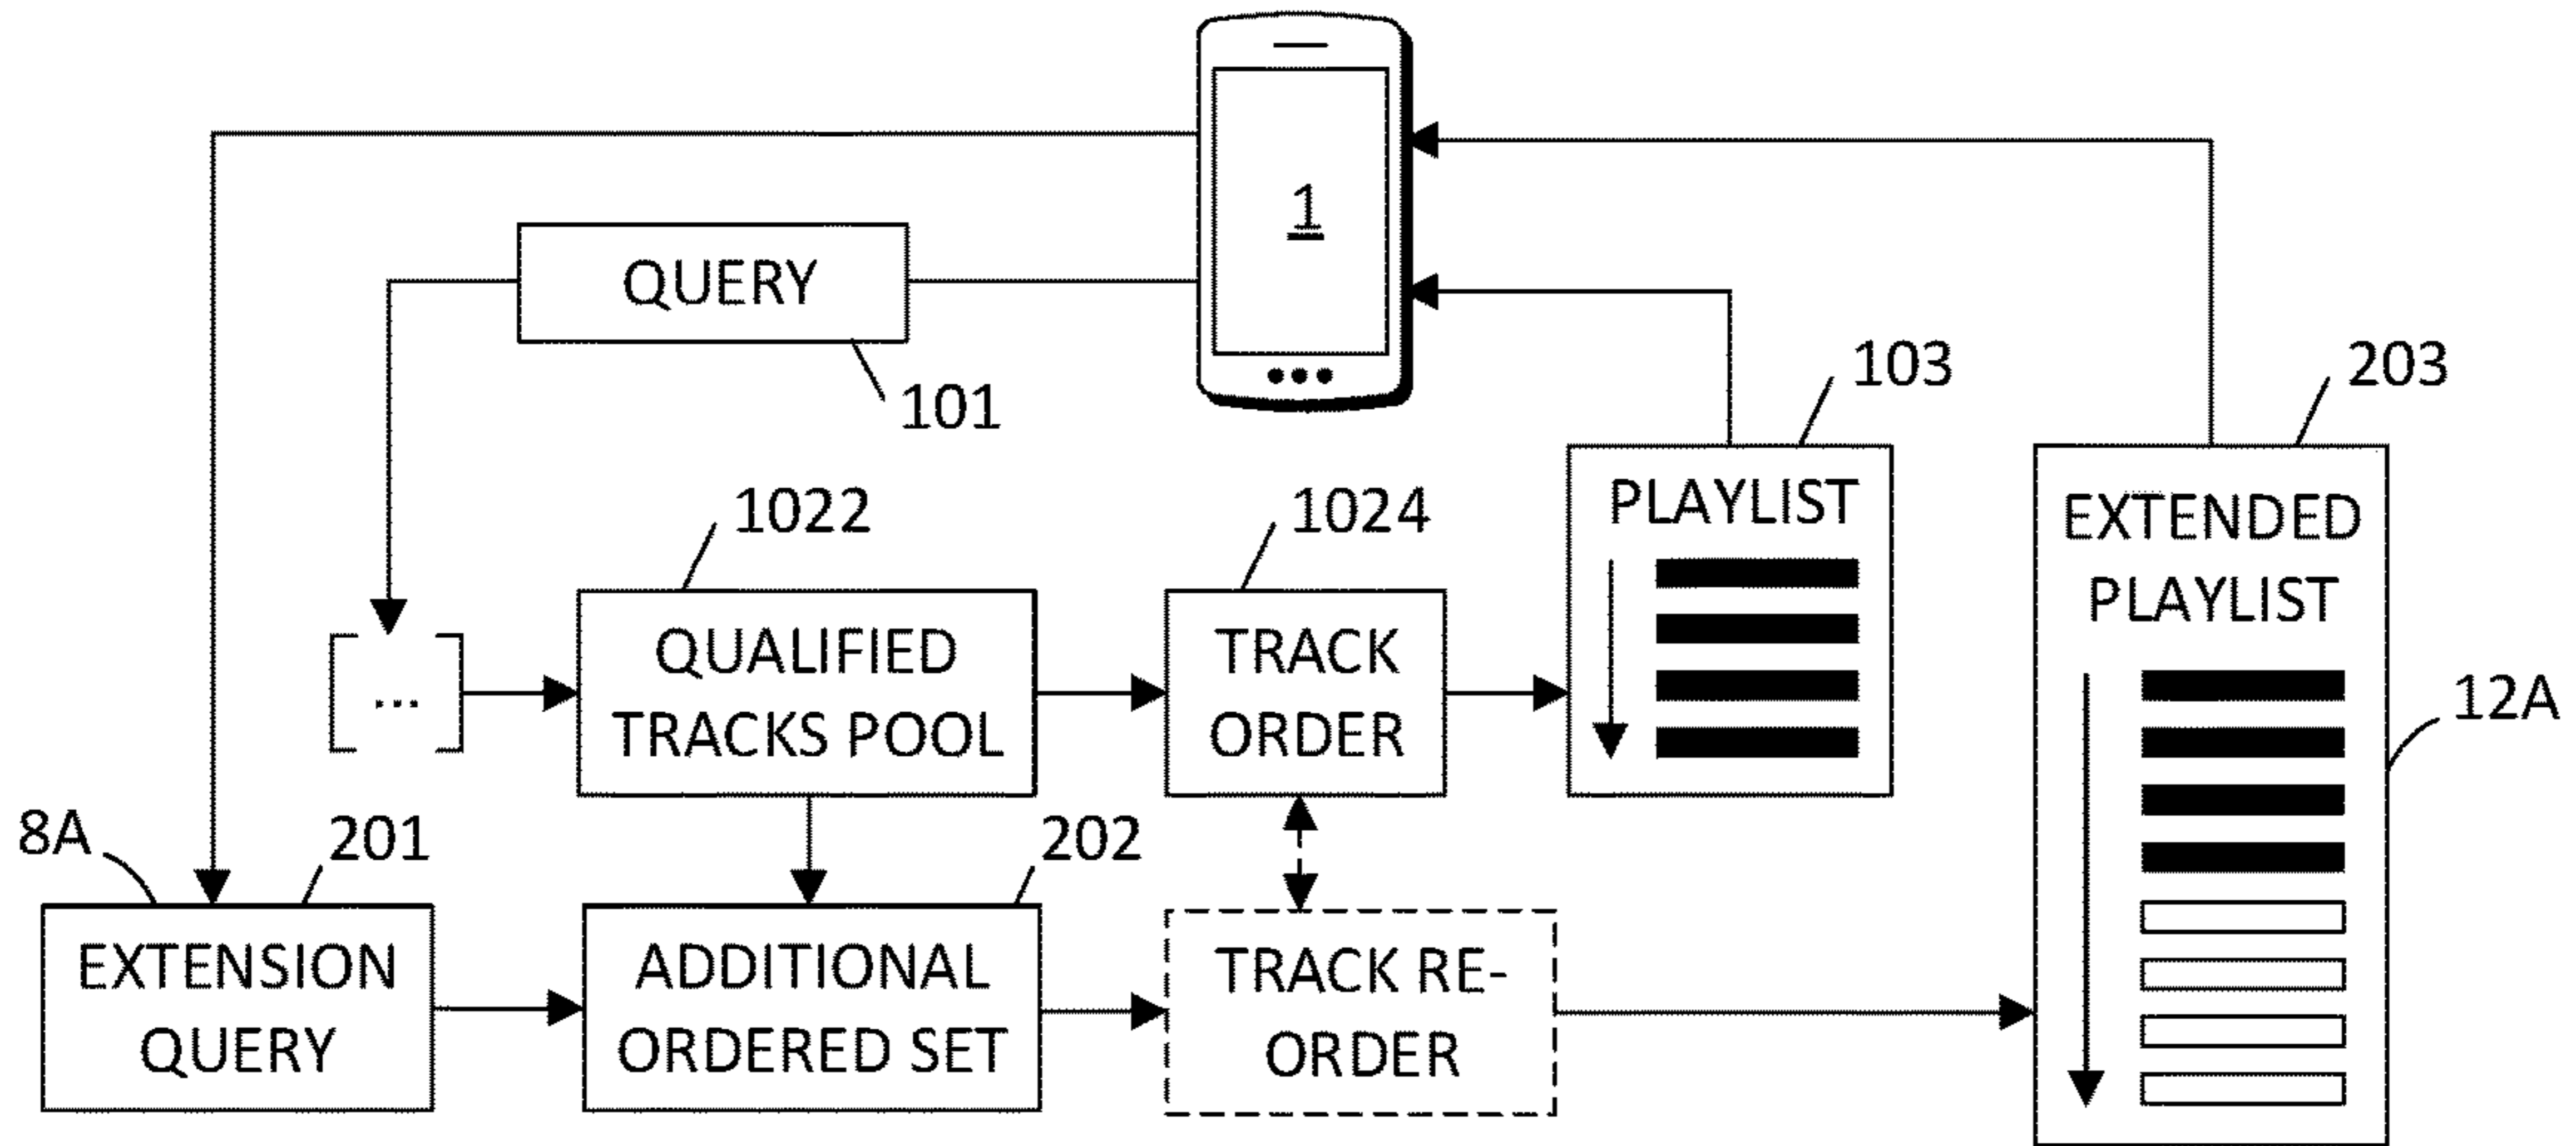 1
QUERY
101
103
203
1022
1024
PLAYLIST
EXTENDED
PLAYLIST
[...]
QUALIFIED
TRACKS POOL
TRACK
ORDER
12A
8A
201
202
EXTENSION
QUERY
ADDITIONAL
ORDERED SET
TRACK RE-
ORDER